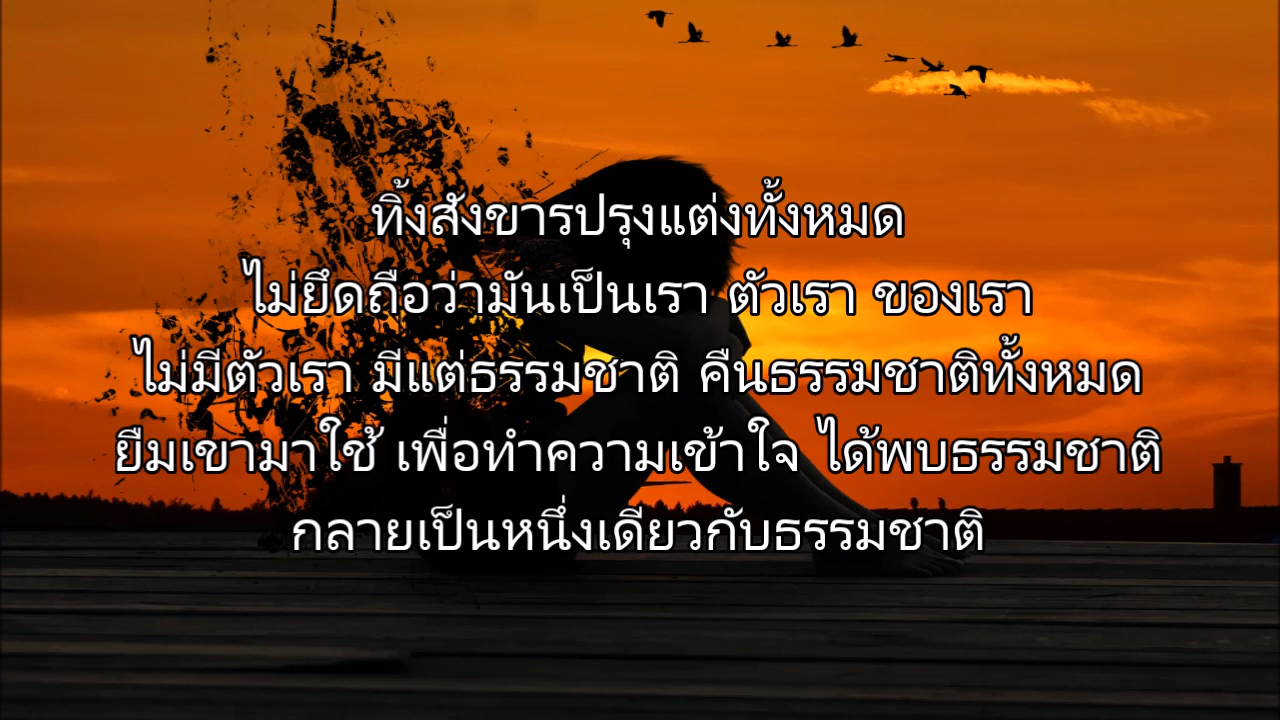 ทิ้งสังขารปรุงแต่งทั้งหมด
ไม่ยึดถือว่ามันเป็นเรา ตัวเรา ของเรา
ไม่มีตัวเรา มีแต่ธรรมชาติ คืนธรรมชาติทั้งหมด
ยืมเขามาใช้ เพื่อทำความเข้าใจ ได้พบธรรมชาติ
กลายเป็นหนึ่งเดียวกับธรรมชาติ